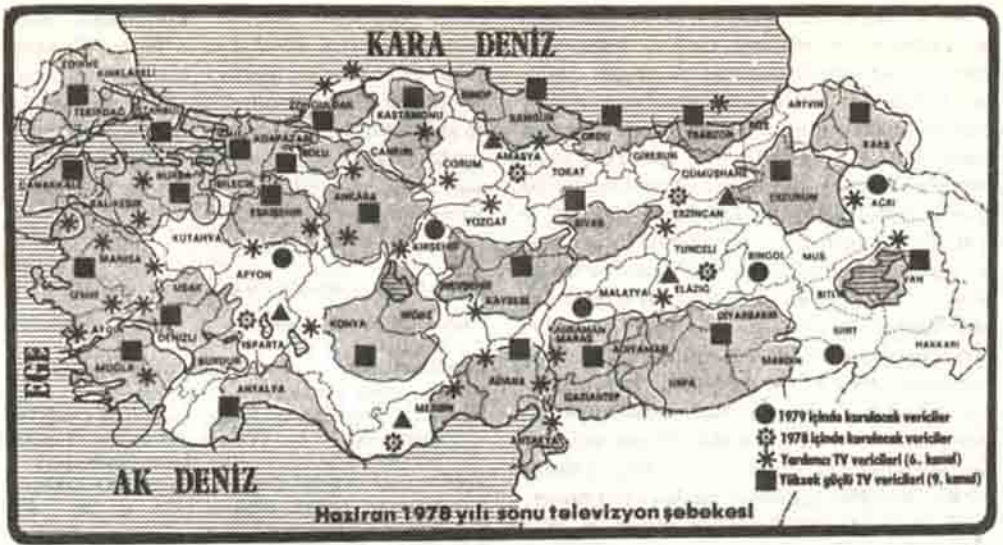 KARA DENİZ
EDİRNE
KIRKLARELİ
TEKİRDAĞ
İSTANBUL
ZONGULDAK
KASTAMONU
SİNOP
SAMSUN
ORDU
TRABZON
RİZE
ARTVİN
KARS
ADAPAZARI
BOLU
ÇANKIRI
ÇORUM
AMASYA
TOKAT
GİRESUN
GÜMÜŞHANE
ÇANAKKALE
BURSA
BİLECİK
BALIKESİR
ESKİŞEHİR
ANKARA
YOZGAT
SİVAS
ERZİNCAN
ERZURUM
AĞRI
KÜTAHYA
KIRŞEHİR
TUNCELİ
BİNGÖL
MUŞ
MANİSA
AFYON
UŞAK
NEVŞEHİR
KAYSERİ
MALATYA
ELAZIĞ
BİTLİS
VAN
İZMİR
AYDIN
DENİZLİ
ISPARTA
KONYA
NİĞDE
KAHRAMAN
MARAŞ
ADIYAMAN
DİYARBAKIR
SİİRT
HAKKARİ
MUĞLA
BURDUR
ANTALYA
MERSİN
ADANA
GAZİANTEP
URFA
MARDİN
ANTAKYA
EGE
AK DENİZ
1979 içinde kurulacak vericiler
1978 içinde kurulacak vericiler
Yardımcı TV vericileri (6. kanal)
Yüksek güçlü TV vericileri (9. kanal)
Haziran 1978 yılı sonu televizyon şebekesi